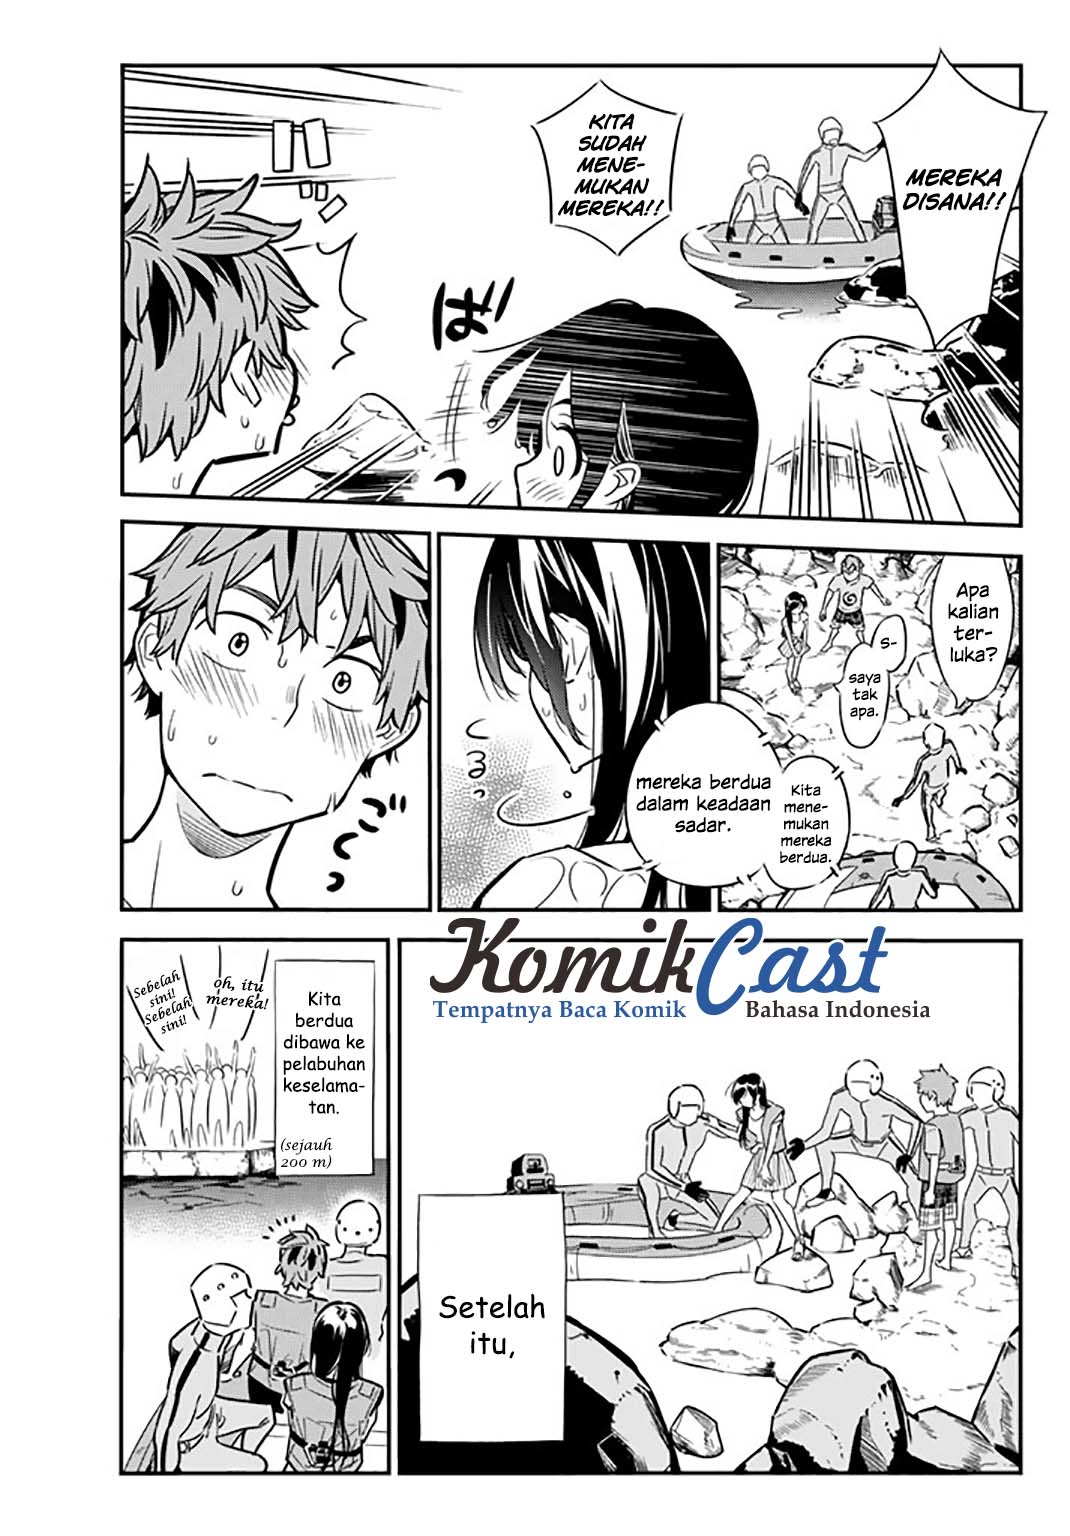 MEREKA
DISANA!!
KITA
SUDAH
MENE-
MUKAN
MEREKA!!
ば
Apa
kalian
ter-
luka?
S-
saya
tak
apa.
Kita
mene-
mukan
mereka
berdua.
mereka berdua
dalam keadaan
sadar.
KomikCast
Tempatnya Baca Komik Bahasa Indonesia
Setelah
itu,
Kita
berdua
dibawa ke
pelabuhan
keselama-
tan.
(sejauh
200 m)
oh, itu
mereka!
Sebelah
sini!
Sebelah
sini!